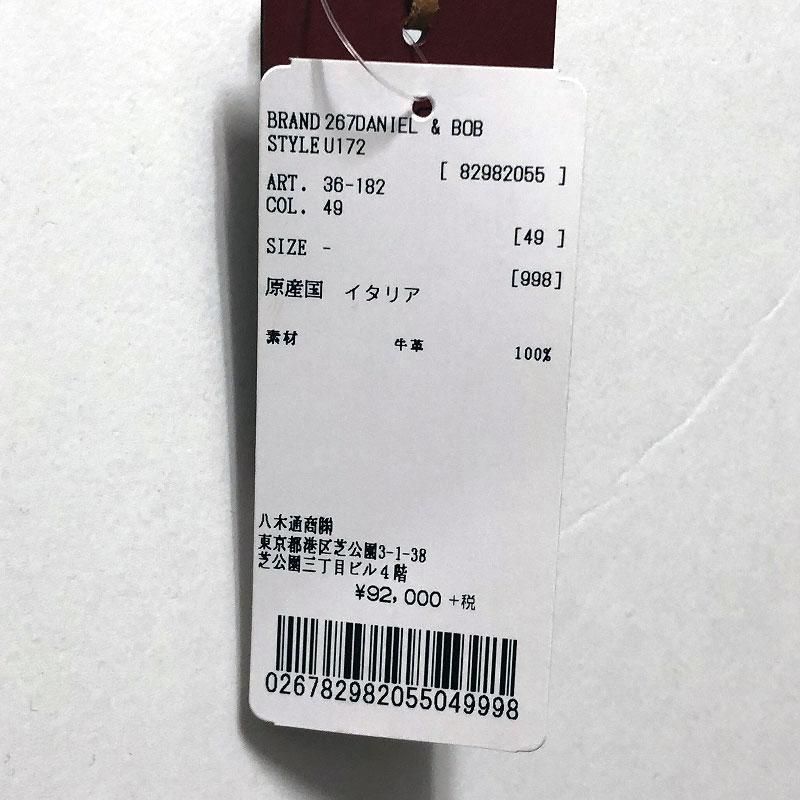 BRAND 267DANIEL & BOB
STYLE U172
[ 82982055 ]
ART. 36-182
COL. 49
[49 ]
SIZE -
[998]
原産国 イタリア
素材 牛革 100%
八木通商㈱
東京都港区芝公園3-1-38
芝公園三丁目ビル4階
¥92,000 +税
026782982055049998